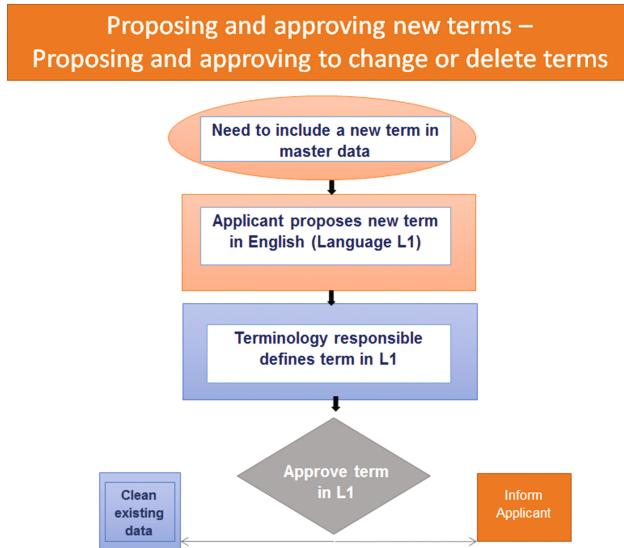 Proposing and approving new terms –
Proposing and approving to change or delete terms
Need to include a new term in
master data
Applicant proposes new term
in English (Language L1)
Terminology responsible
defines term in L1
Approve term
in L1
Clean
existing
data
Inform
Applicant